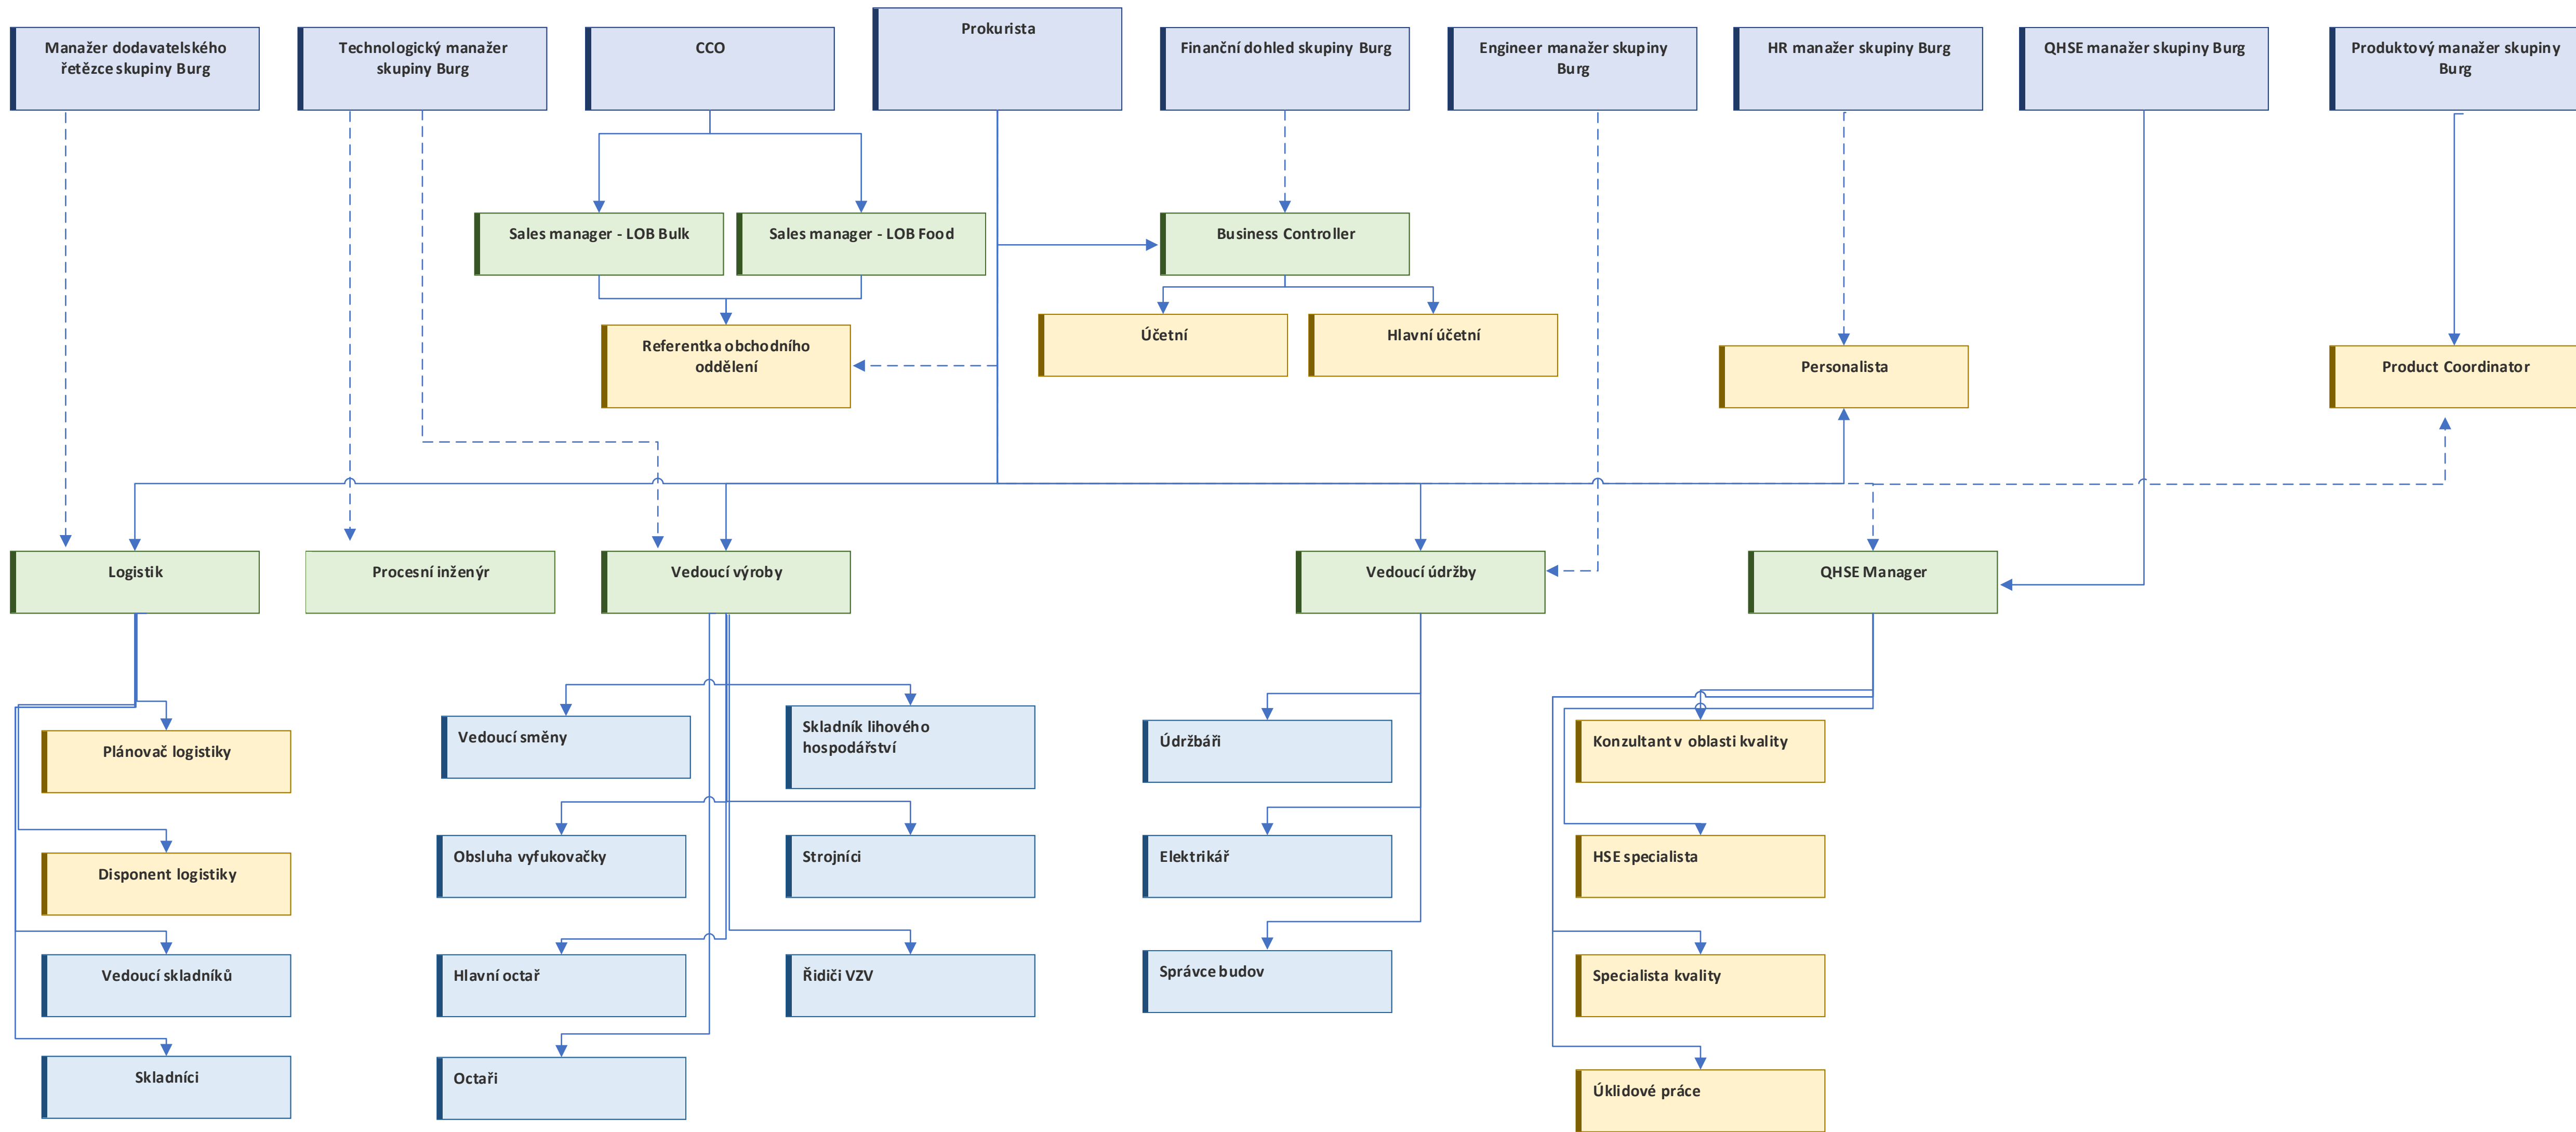 Manažer dodavatelského
řetězce skupiny Burg
Technologický manažer
skupiny Burg
CCO
Prokurista
Finanční dohled skupiny Burg
Engineer manažer skupiny
Burg
HR manažer skupiny Burg
QHSE manažer skupiny Burg
Produktový manažer skupiny
Burg
Sales manager - LOB Bulk
Sales manager - LOB Food
Business Controller
Referentka obchodního
oddělení
Účetní
Hlavní účetní
Personalista
Product Coordinator
Logistik
Procesní inženýr
Vedoucí výroby
Vedoucí údržby
QHSE Manager
Plánovač logistiky
Disponent logistiky
Vedoucí skladníků
Skladníci
Vedoucí směny
Skladník lihového
hospodářství
Obsluha vyfukovačky
Strojníci
Hlavní octař
Řidiči VZV
Octaři
Údržbáři
Elektrikář
Správce budov
Konzultant v oblasti kvality
HSE specialista
Specialista kvality
Úklidové práce